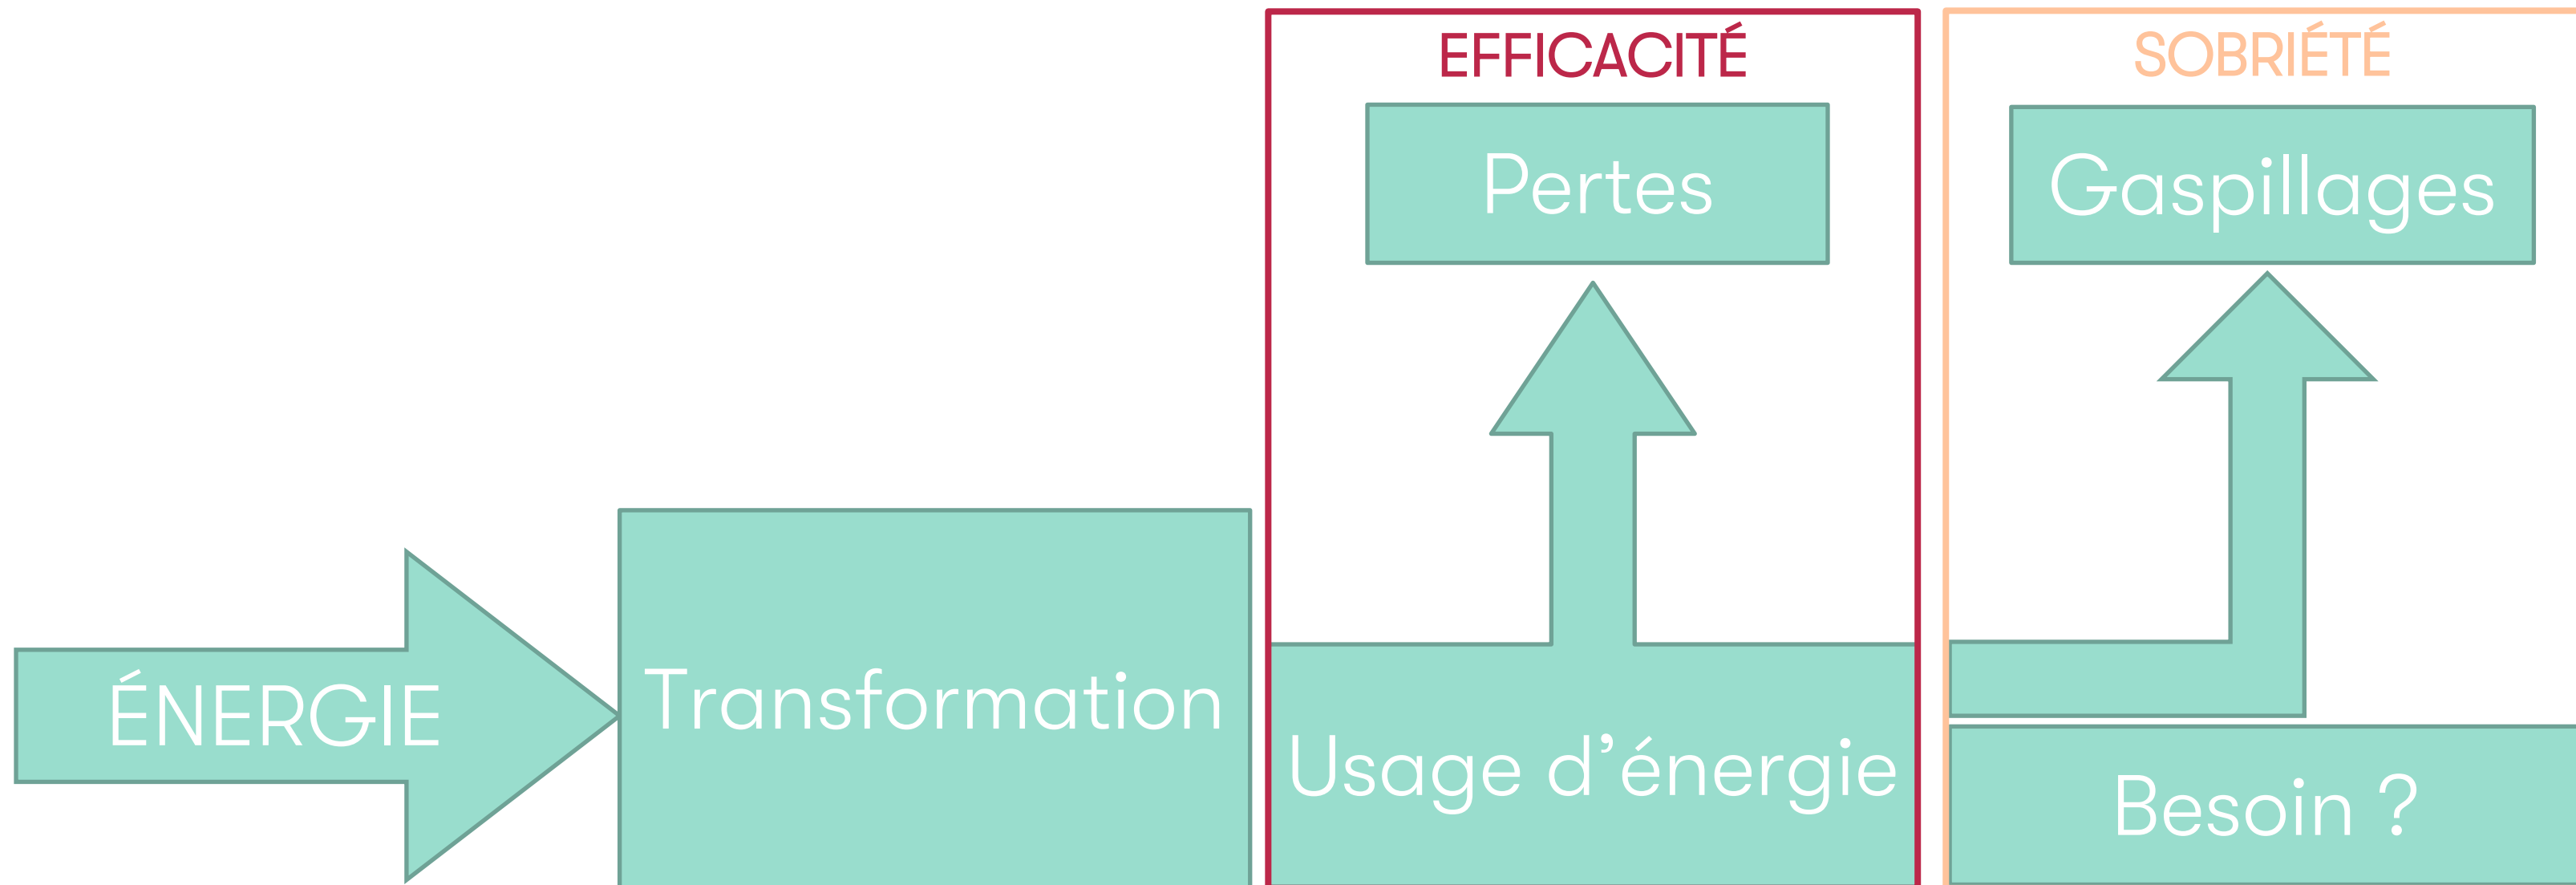 EFFICACITÉ
SOBRIÉTÉ
Pertes
Gaspillages
ÉNERGIE
Transformation
Usage d’énergie
Besoin ?